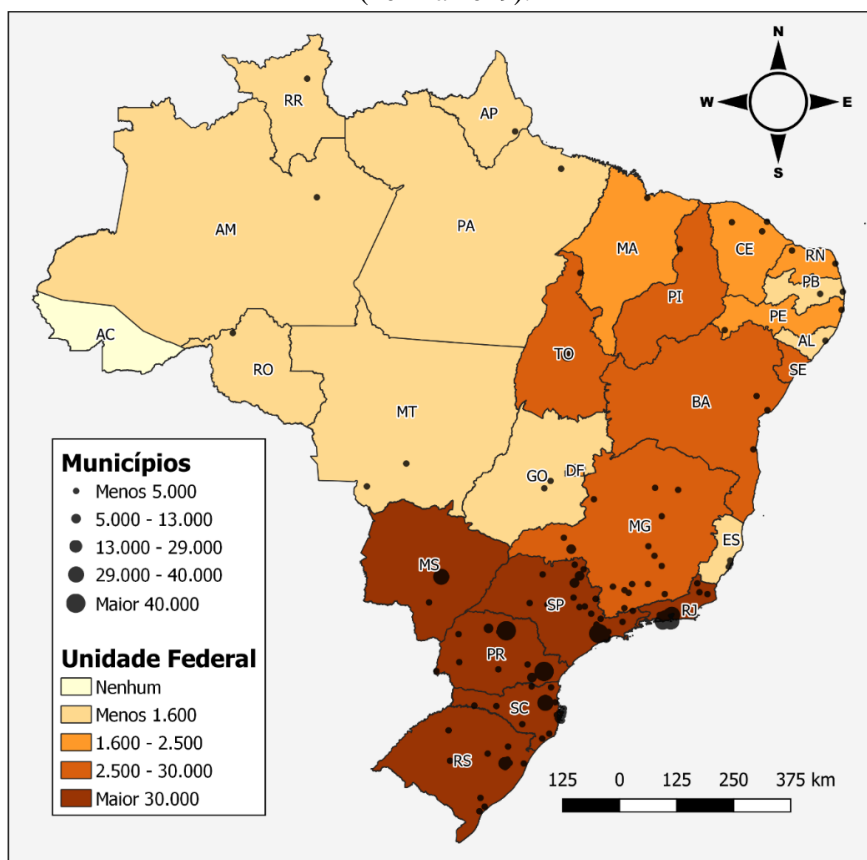 N
W
E
S
RR
AP
AM
PA
MA
CE
RN
PB
PE
AL
SE
PI
AC
TO
RO
BA
MT
GO
DF
MG
ES
MS
SP
RJ
PR
SC
RS
Municípios
Menos 5.000
5.000 - 13.000
13.000 - 29.000
29.000 - 40.000
Maior 40.000
Unidade Federal
Nenhum
Menos 1.600
1.600 - 2.500
2.500 - 30.000
Maior 30.000
125 0 125 250 375 km